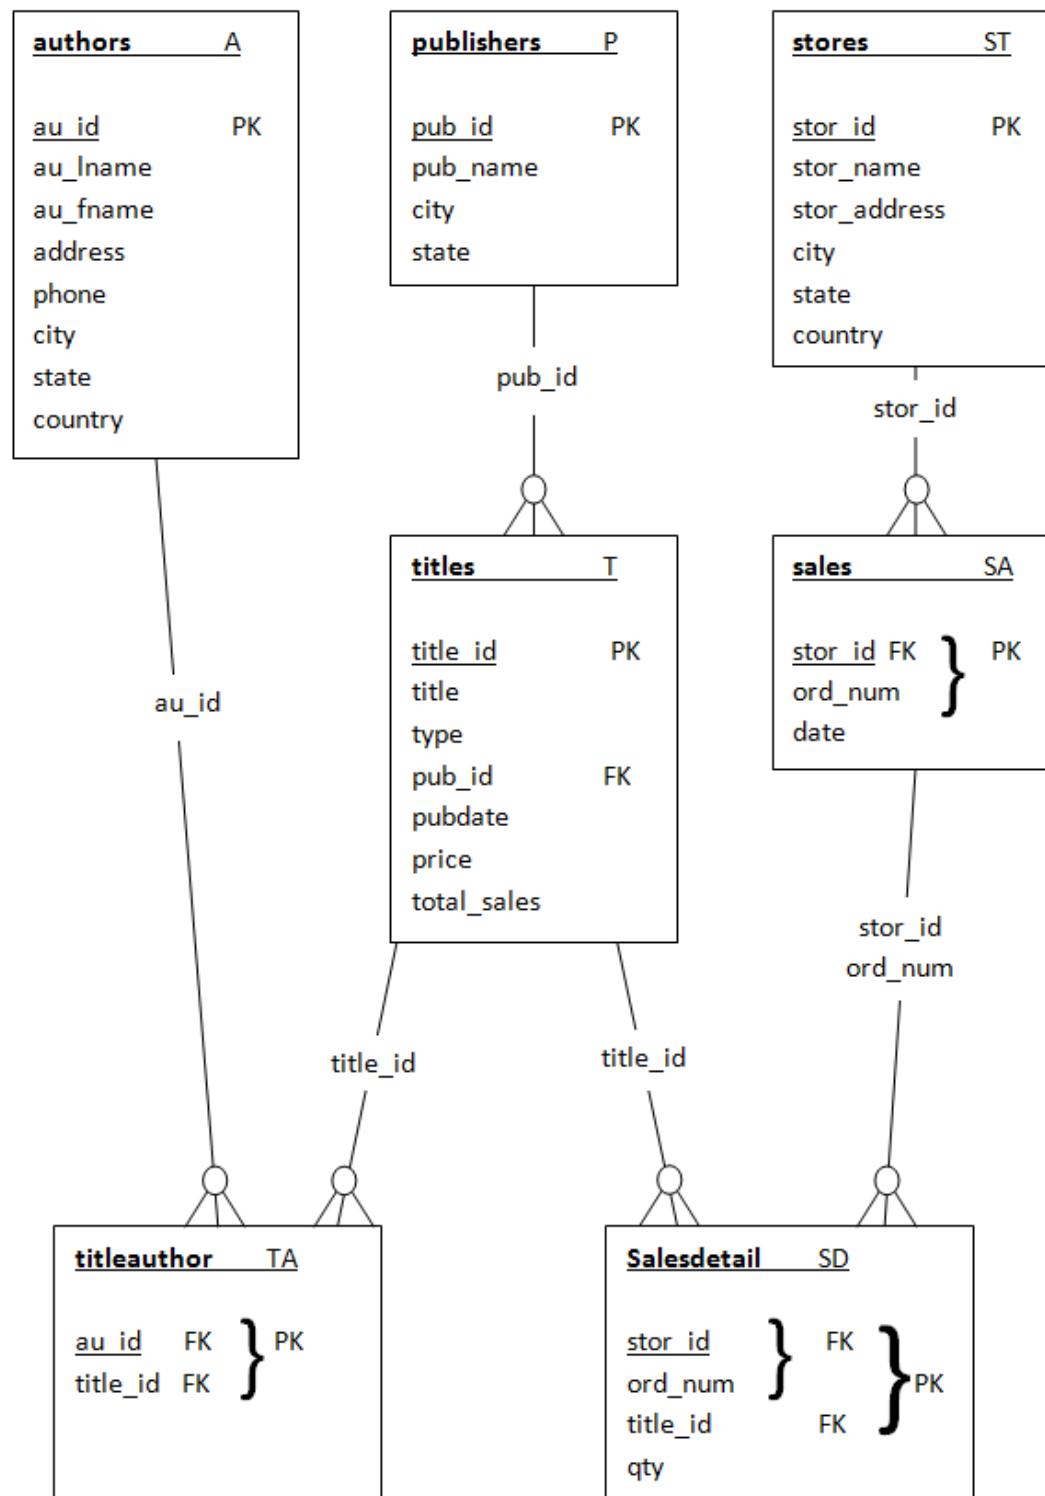 authors A
au_id PK
au_lname
au_fname
address
phone
city
state
country
publishers P
pub_id PK
pub_name
city
state
stores ST
stor_id PK
stor_name
stor_address
city
state
country
pub_id
stor_id
au_id
titles T
title_id PK
title
type
pub_id FK
pubdate
price
total_sales
sales SA
stor_id FK } PK
ord_num
date
stor_id
ord_num
title_id
title_id
titleauthor TA
au_id FK } PK
title_id FK
Salesdetail SD
stor_id } FK } PK
ord_num
title_id FK
qty